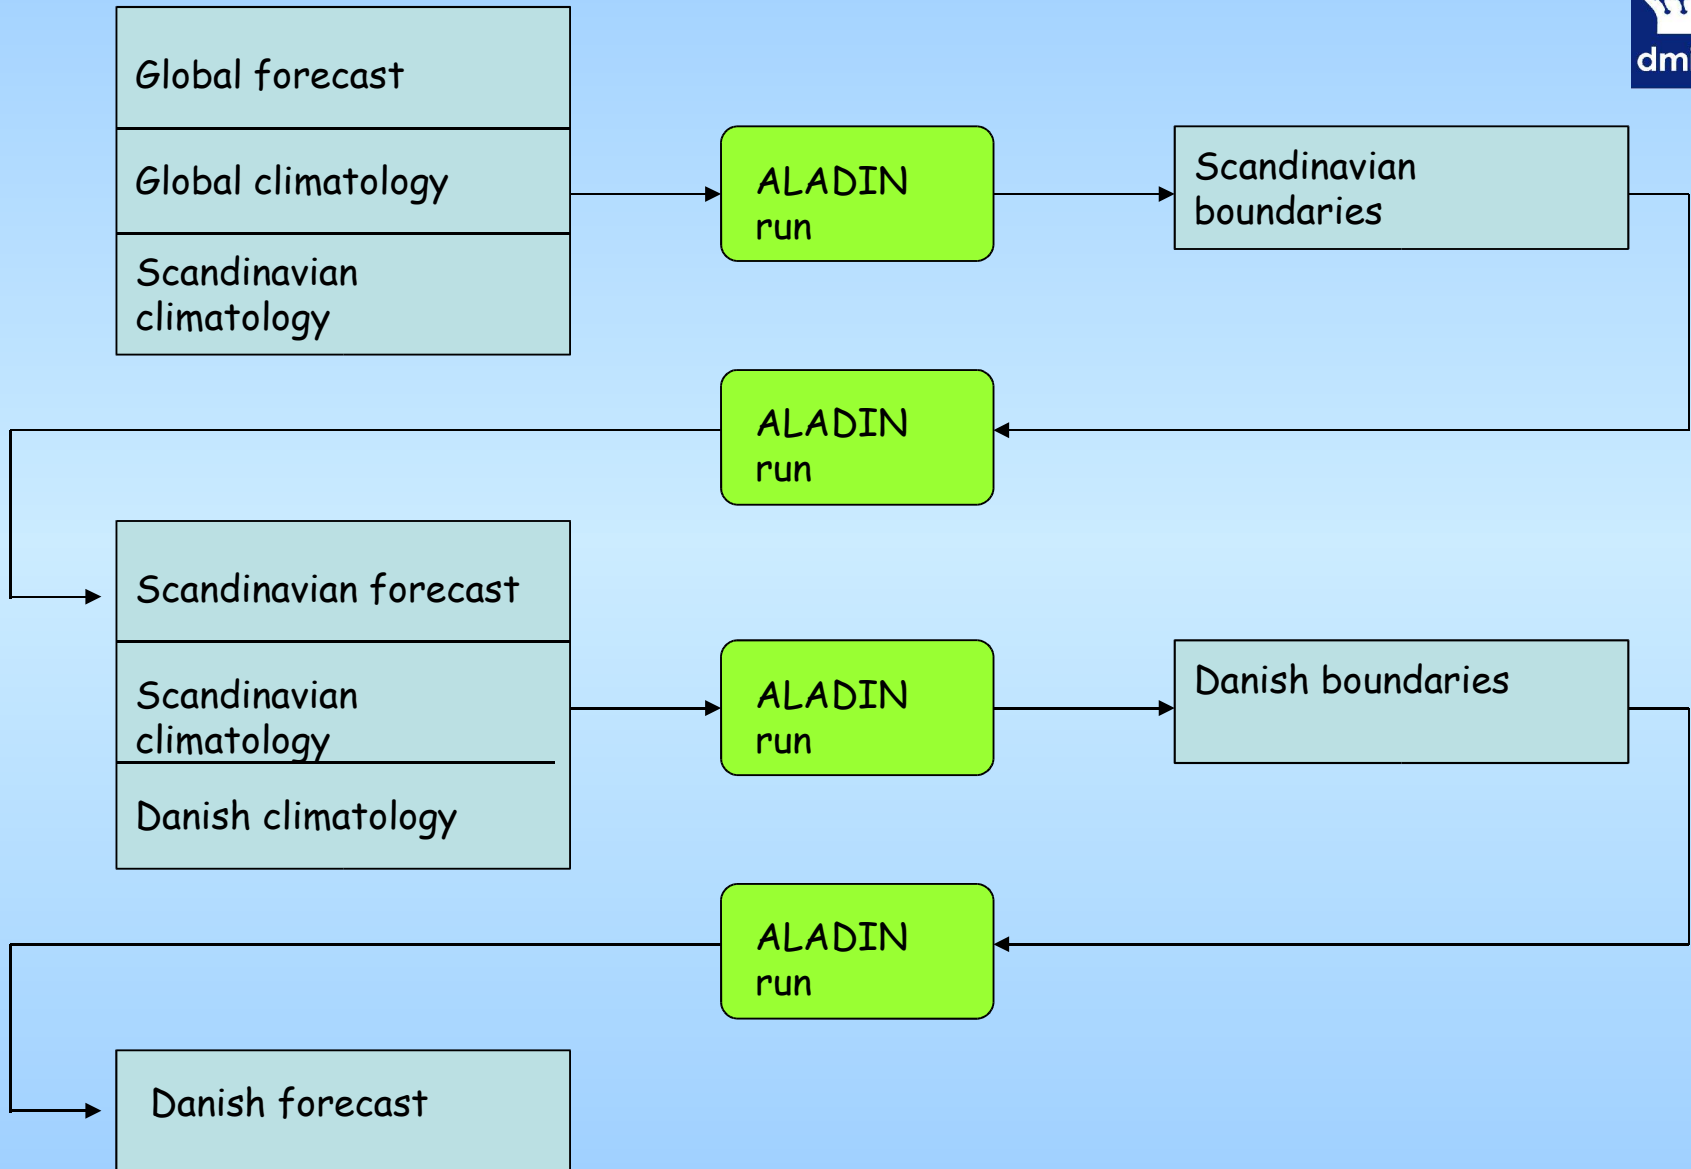 dmi
Global forecast
Global climatology
Scandinavian
climatology
ALADIN
run
Scandinavian
boundaries
ALADIN
run
Scandinavian forecast
Scandinavian
climatology
Danish climatology
ALADIN
run
Danish boundaries
ALADIN
run
Danish forecast